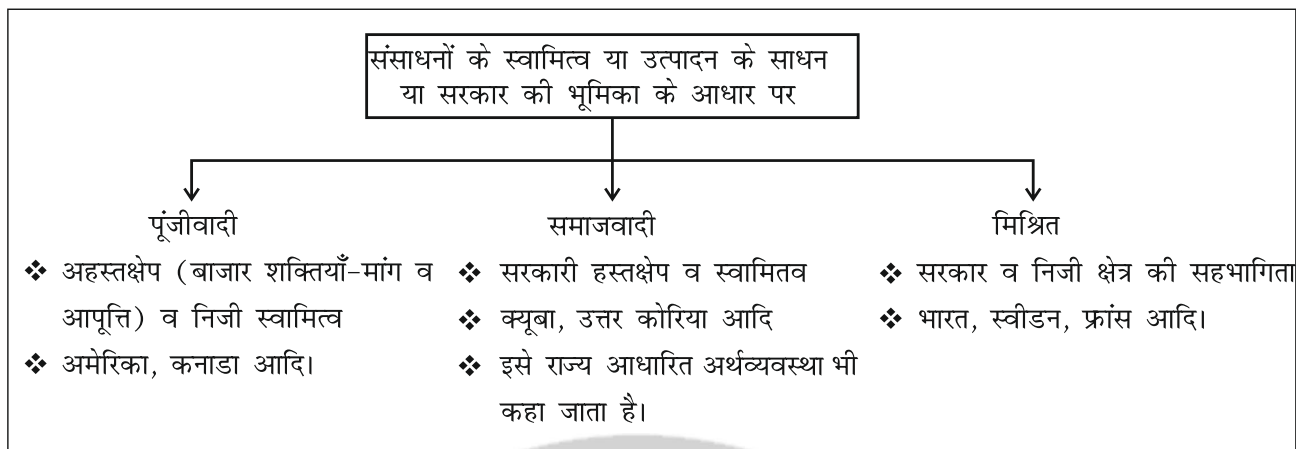 संसाधनों के स्वामित्व या उत्पादन के साधन
या सरकार की भूमिका के आधार पर
पूंजीवादी
❖ अहस्तक्षेप (बाजार शक्तियाँ-मांग व
आपूत्ति) व निजी स्वामित्व
❖ अमेरिका, कनाडा आदि।
समाजवादी
❖ सरकारी हस्तक्षेप व स्वामितव
❖ क्यूबा, उत्तर कोरिया आदि
❖ इसे राज्य आधारित अर्थव्यवस्था भी
कहा जाता है।
मिश्रित
❖ सरकार व निजी क्षेत्र की सहभागिता
❖ भारत, स्वीडन, फ्रांस आदि।